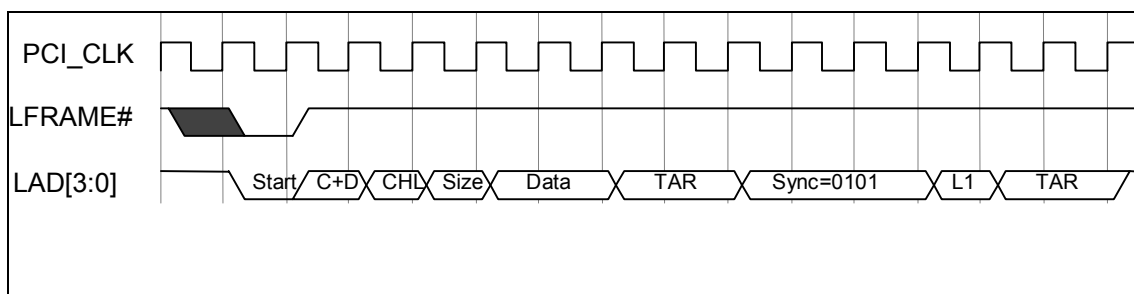 PCI_CLK
LFRAME#
LAD[3:0] Start C+D CHL Size Data TAR Sync=0101 L1 TAR